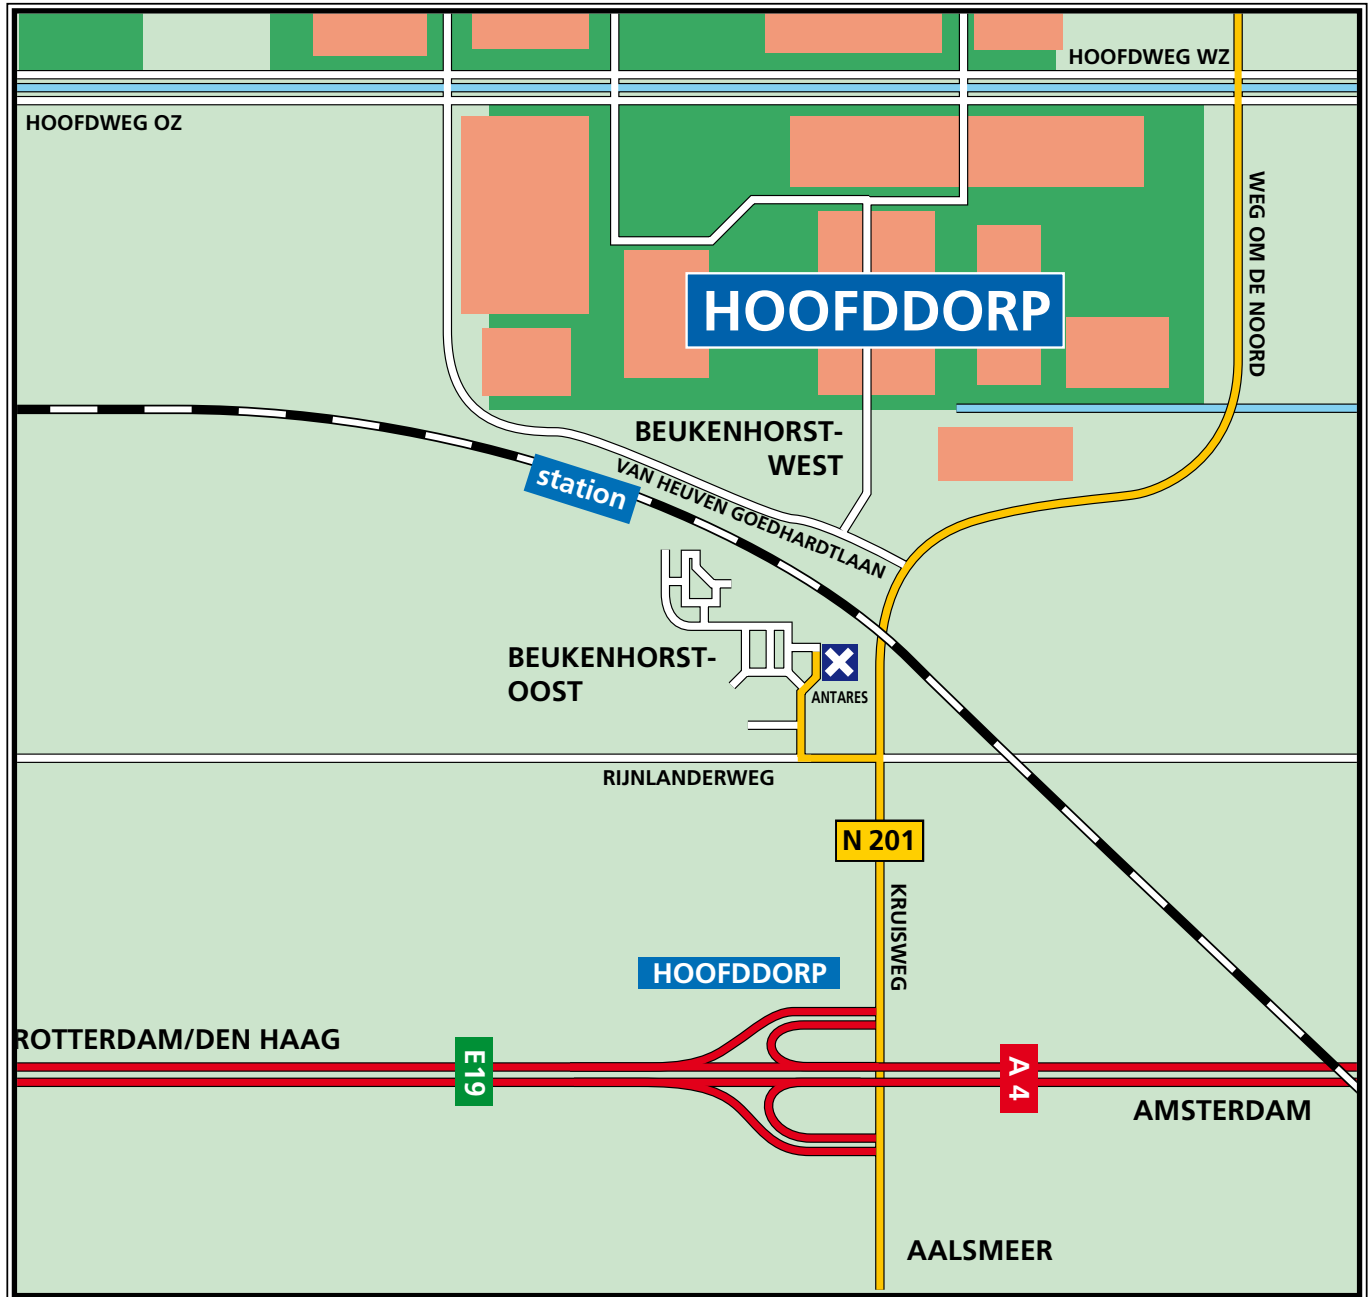 HOOFDWEG WZ
HOOFDWEG OZ
WEG OM DE NOORD
HOOFDDORP
BEUKENHORST-
WEST
station
VAN HEUVEN GOEDHARDTLAAN
BEUKENHORST-
OOST
ANTARES
RIJNLANDERWEG
N 201
KRUISWEG
HOOFDDORP
ROTTERDAM/DEN HAAG
E19
A 4
AMSTERDAM
AALSMEER